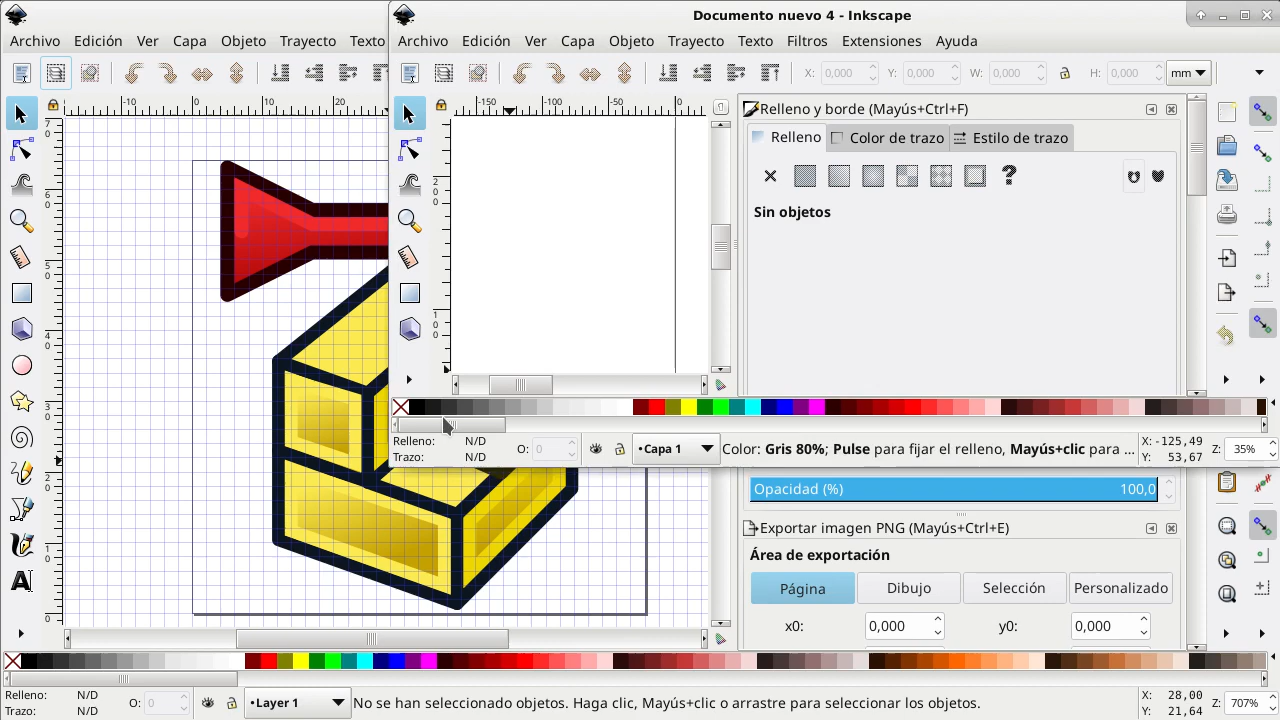 Documento nuevo 4 - Inkscape
Archivo Edición Ver Capa Objeto Trayecto Texto
Archivo Edición Ver Capa Objeto Trayecto Texto Filtros Extensiones Ayuda
X: 0,000 Y: 0,000 W: 0,000 H: 0,000 mm
Relleno y borde (Mayús+Ctrl+F)
Relleno Color de trazo Estilo de trazo
Sin objetos
Relleno: N/D
Trazo: N/D
O: 0
Capa 1
Color: Gris 80%; Pulse para fijar el relleno, Mayús+clic para ...
X: -125,49
Y: 53,67
Z: 35%
Opacidad (%) 100,0
Exportar imagen PNG (Mayús+Ctrl+E)
Área de exportación
Página Dibujo Selección Personalizado
x0: 0,000 y0: 0,000
Relleno: N/D
Trazo: N/D
O: 0
Layer 1
No se han seleccionado objetos. Haga clic, Mayús+clic o arrastre para seleccionar los objetos.
X: 28,00
Y: 21,64
Z: 707%